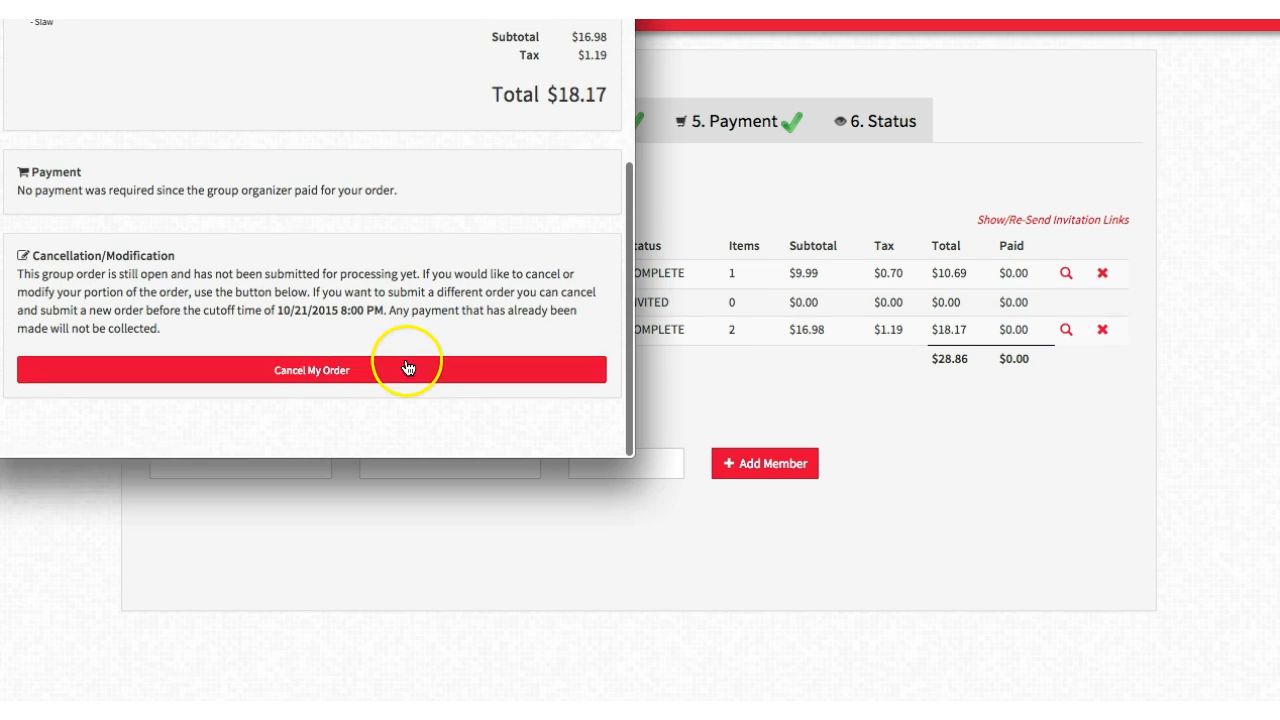 - Slaw
Subtotal $16.98
Tax $1.19
Total $18.17
Payment
No payment was required since the group organizer paid for your order.
Cancellation/Modification
This group order is still open and has not been submitted for processing yet. If you would like to cancel or
modify your portion of the order, use the button below. If you want to submit a different order you can cancel
and submit a new order before the cutoff time of 10/21/2015 8:00 PM. Any payment that has already been
made will not be collected.
Cancel My Order
5. Payment 6. Status
Show/Re-Send Invitation Links
Items Subtotal Tax Total Paid
1 $9.99 $0.70 $10.69 $0.00
0 $0.00 $0.00 $0.00 $0.00
2 $16.98 $1.19 $18.17 $0.00
$28.86 $0.00
Add Member